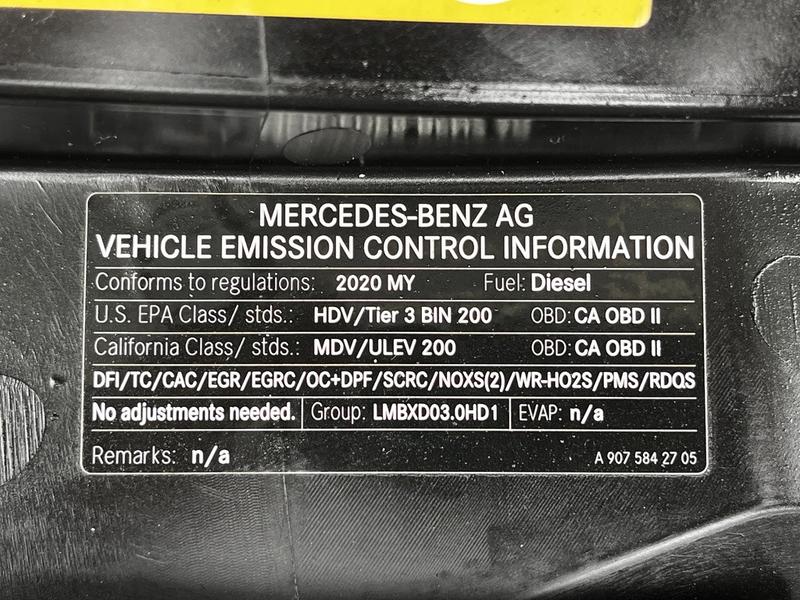 MERCEDES-BENZ AG
VEHICLE EMISSION CONTROL INFORMATION
Conforms to regulations: 2020 MY Fuel: Diesel
U.S. EPA Class/ stds.: HDV/Tier 3 BIN 200 OBD: CA OBD II
California Class/ stds.: MDV/ULEV 200 OBD: CA OBD II
DFI/TC/CAC/EGR/EGRC/OC+DPF/SCRC/NOXS(2)/WR-HO2S/PMS/RDQS
No adjustments needed. Group: LMBXD03.0HD1 EVAP: n/a
Remarks: n/a A 907 584 27 05